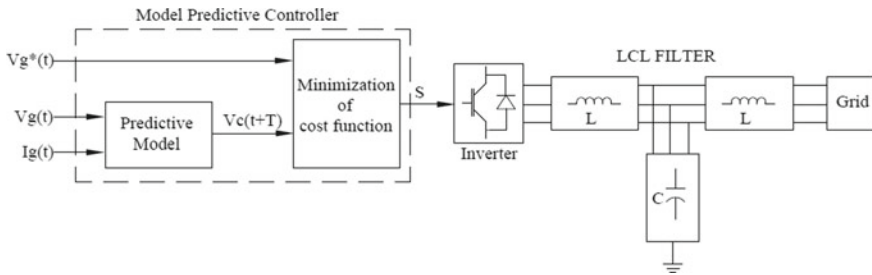 Model Predictive Controller
Vg*(t)
Vg(t)
Ig(t)
Predictive
Model
Vc(t+T)
Minimization
of
cost function
S
Inverter
LCL FILTER
L
L
C
Grid